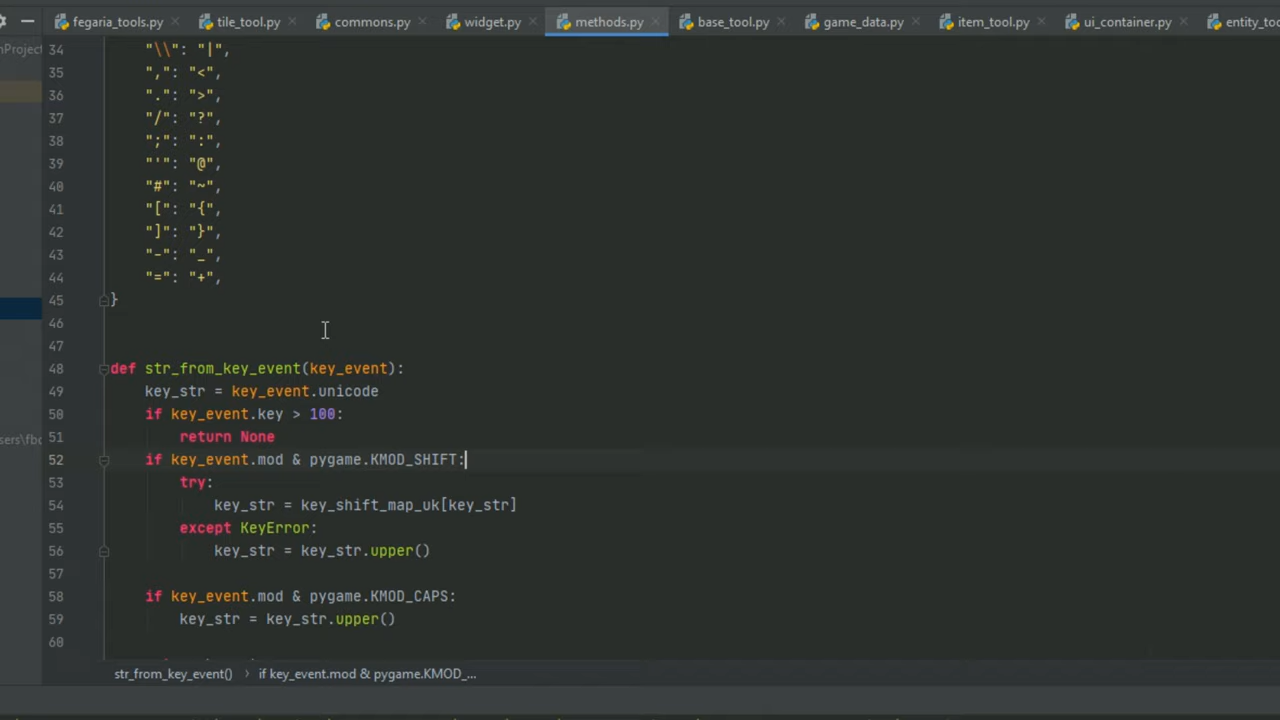 fegaria_tools.py tile_tool.py commons.py widget.py methods.py base_tool.py game_data.py item_tool.py ui_container.py entity_to
nProject
34 "\\": "|",
35 ",": "<",
36 ".": ">",
37 "/": "?",
38 ";": ":",
39 "'": "@",
40 "#": "~",
41 "[": "{",
42 "]": "}",
43 "-": "_",
44 "=": "+",
45 }
46
47
48 def str_from_key_event(key_event):
49 key_str = key_event.unicode
50 if key_event.key > 100:
51 return None
sers\fbc
52 if key_event.mod & pygame.KMOD_SHIFT:
53 try:
54 key_str = key_shift_map_uk[key_str]
55 except KeyError:
56 key_str = key_str.upper()
57
58 if key_event.mod & pygame.KMOD_CAPS:
59 key_str = key_str.upper()
60
str_from_key_event() › if key_event.mod & pygame.KMOD_...